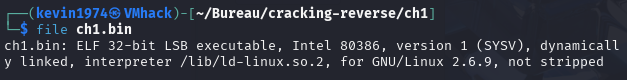 ┌──(kevin1974㉿VMhack)-[~/Bureau/cracking-reverse/ch1]
└─$ file ch1.bin
ch1.bin: ELF 32-bit LSB executable, Intel 80386, version 1 (SYSV), dynamicall
y linked, interpreter /lib/ld-linux.so.2, for GNU/Linux 2.6.9, not stripped